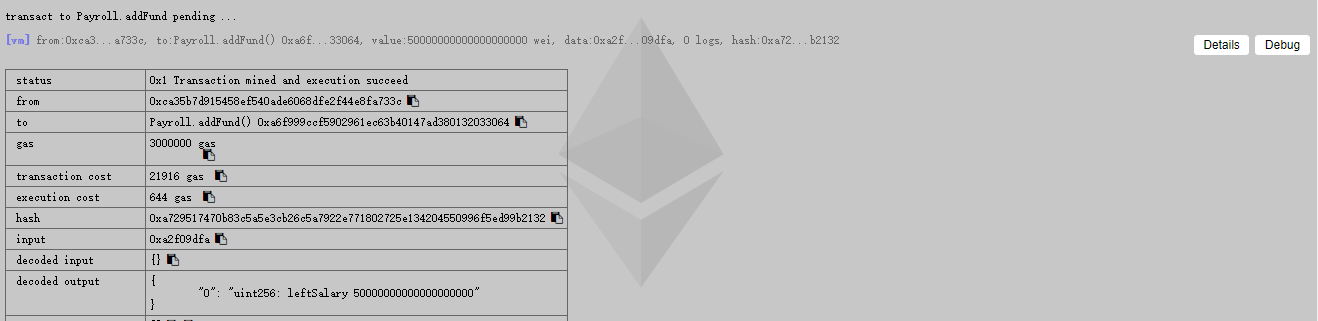 transact to Payroll.addFund pending ...
[vm] from:0xca3...a733c, to:Payroll.addFund() 0xa6f...33064, value:50000000000000000000 wei, data:0xa2f...09dfa, 0 logs, hash:0xa72...b2132
Details Debug
status 0x1 Transaction mined and execution succeed
from 0xca35b7d915458ef540ade6068dfe2f44e8fa733c
to Payroll.addFund() 0xa6f999ccf5902961ec63b40147ad380132033064
gas 3000000 gas
transaction cost 21916 gas
execution cost 644 gas
hash 0xa729517470b83c5a5e3cb26c5a7922e771802725e134204550996f5ed99b2132
input 0xa2f09dfa
decoded input {}
decoded output {
"0": "uint256: leftSalary 50000000000000000000"
}